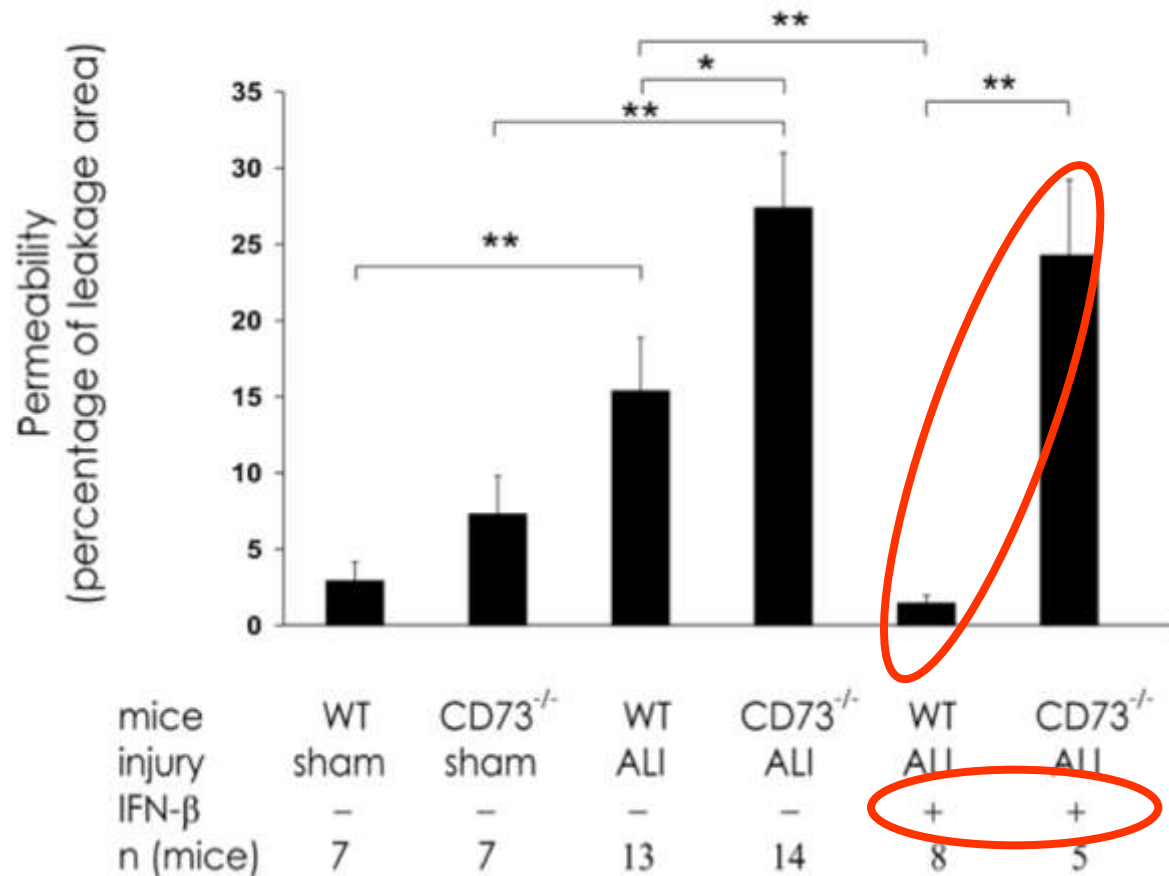 **
*
**
**
**
Permeability
(percentage of leakage area)
35
30
25
20
15
10
5
0
mice WT CD73-/- WT CD73-/- WT CD73-/-
injury sham sham ALI ALI ALI ALI
IFN-β – – – – + +
n (mice) 7 7 13 14 8 5